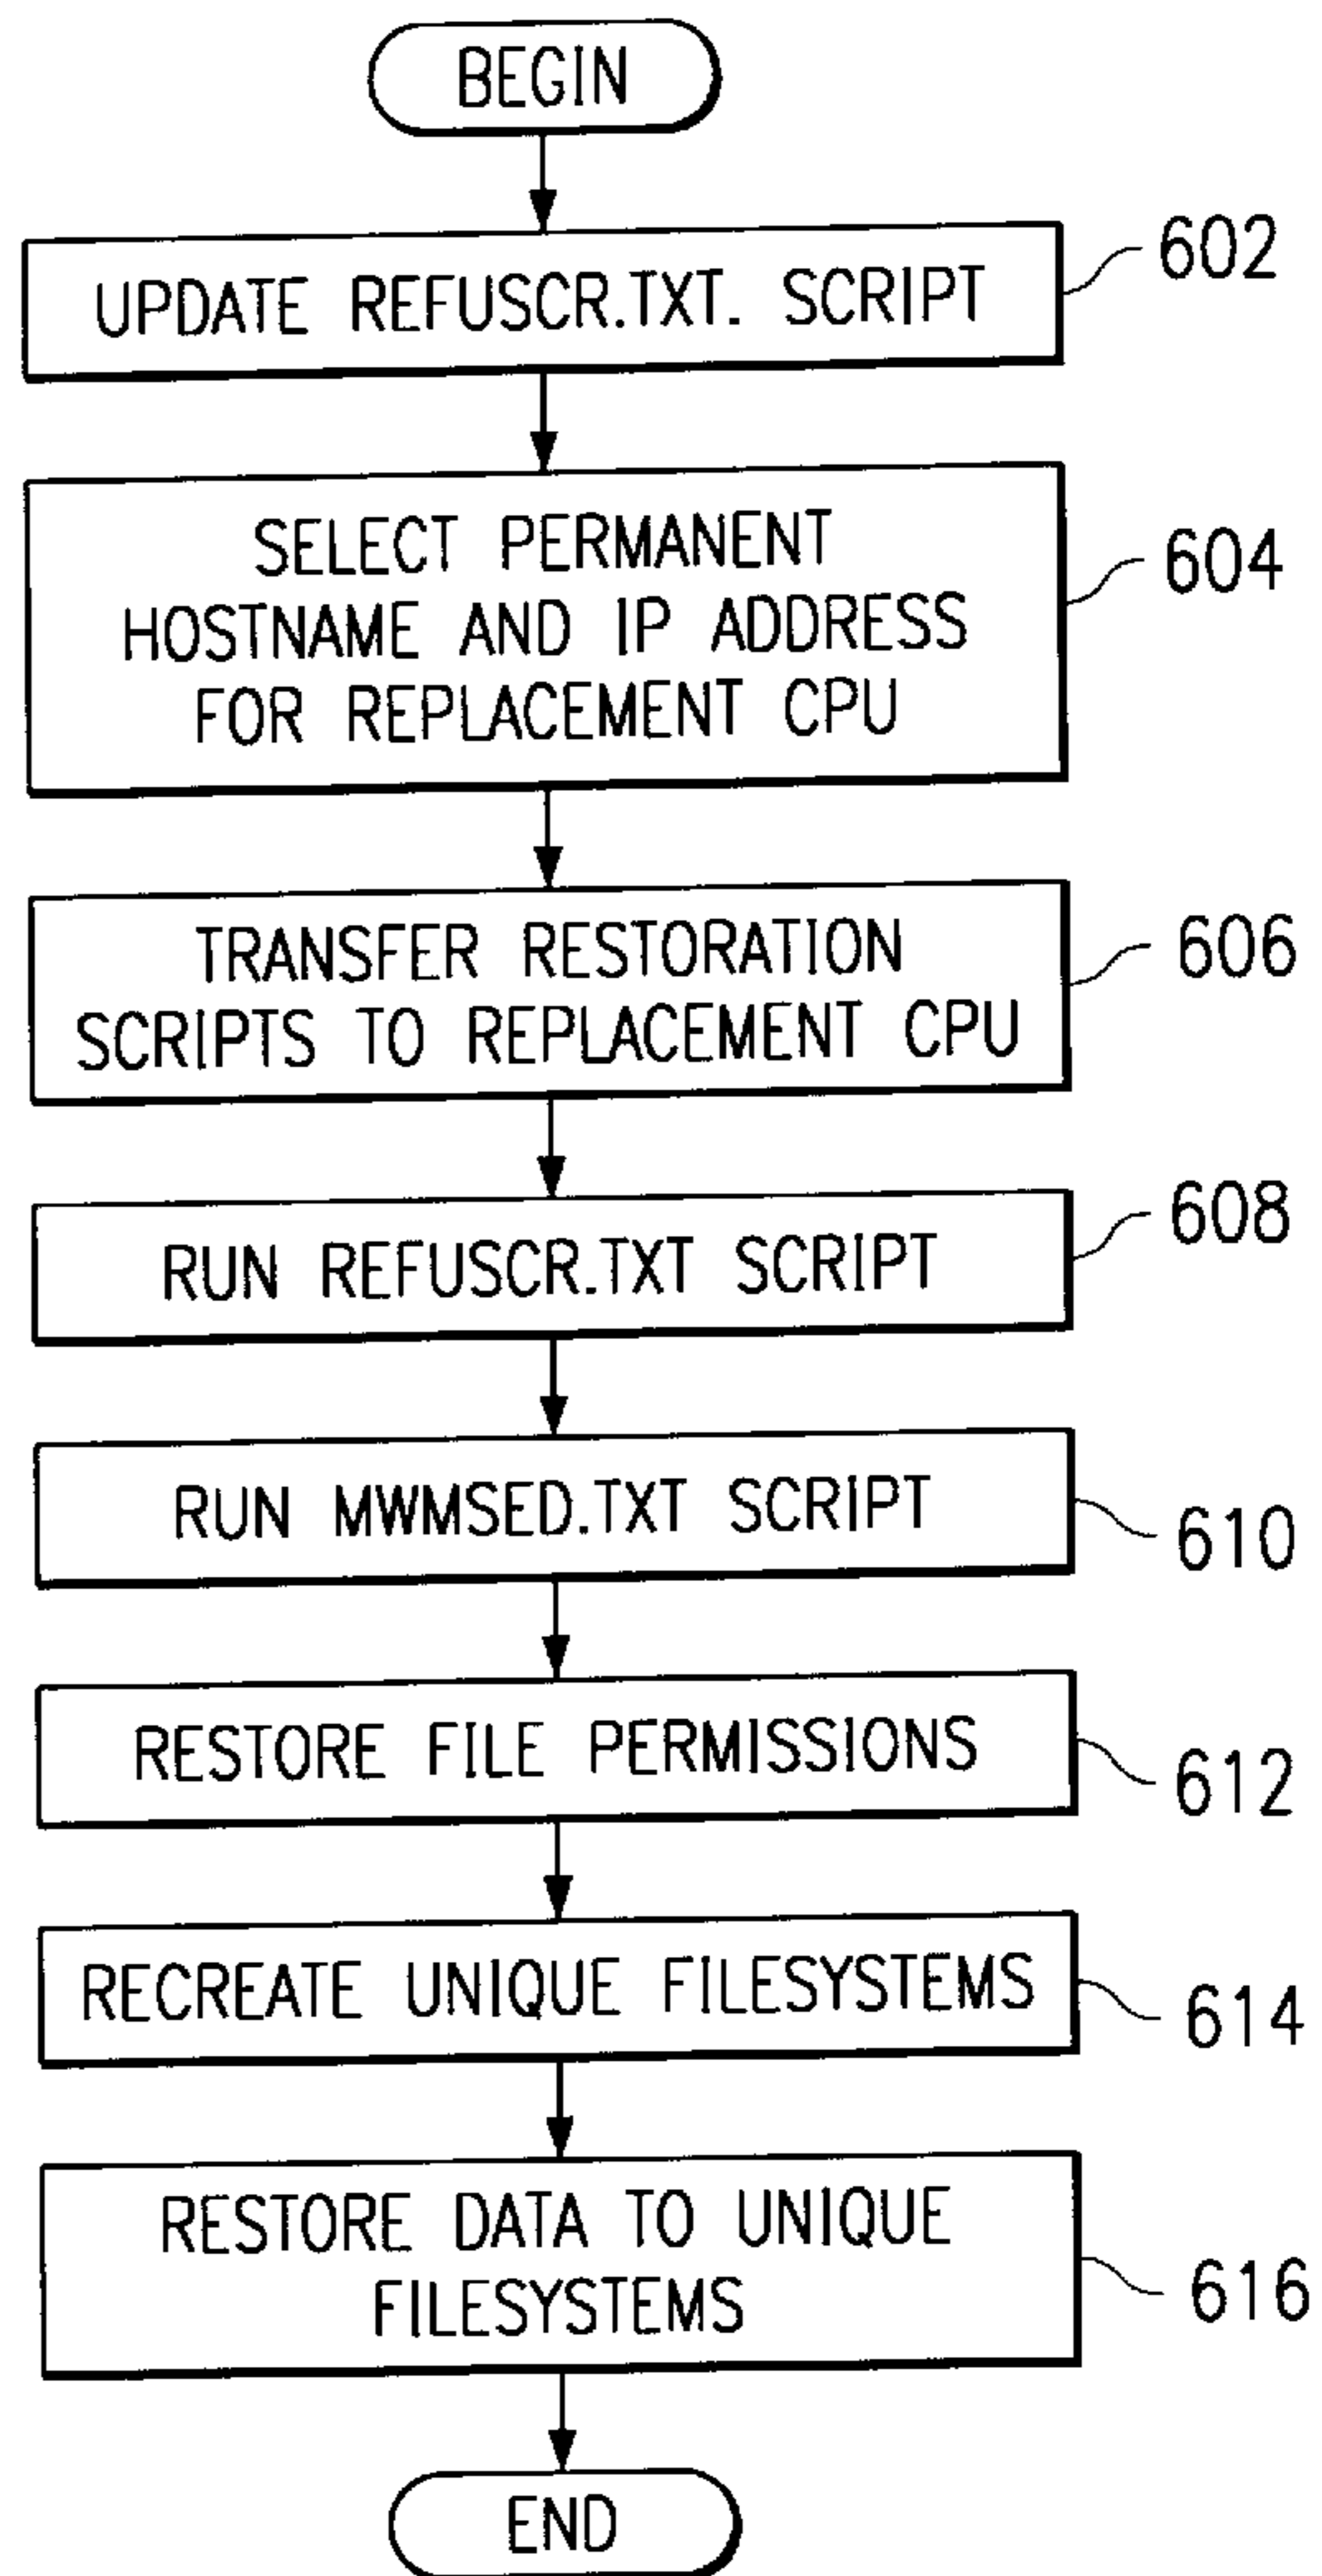 BEGIN
UPDATE REFUSCR.TXT. SCRIPT
602
SELECT PERMANENT
HOSTNAME AND IP ADDRESS
FOR REPLACEMENT CPU
604
TRANSFER RESTORATION
SCRIPTS TO REPLACEMENT CPU
606
RUN REFUSCR.TXT SCRIPT
608
RUN MWMSED.TXT SCRIPT
610
RESTORE FILE PERMISSIONS
612
RECREATE UNIQUE FILESYSTEMS
614
RESTORE DATA TO UNIQUE
FILESYSTEMS
616
END